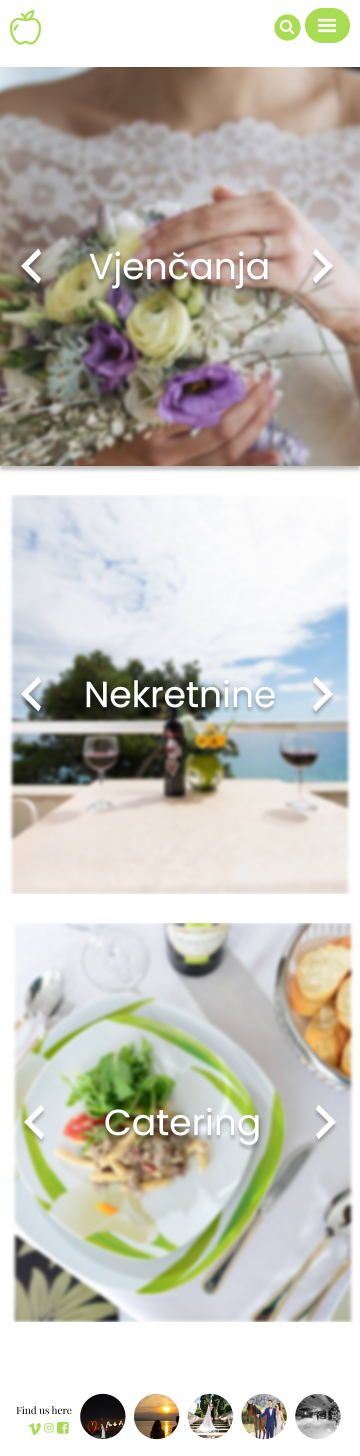 Vjenčanja
Nekretnine
Catering
Find us here